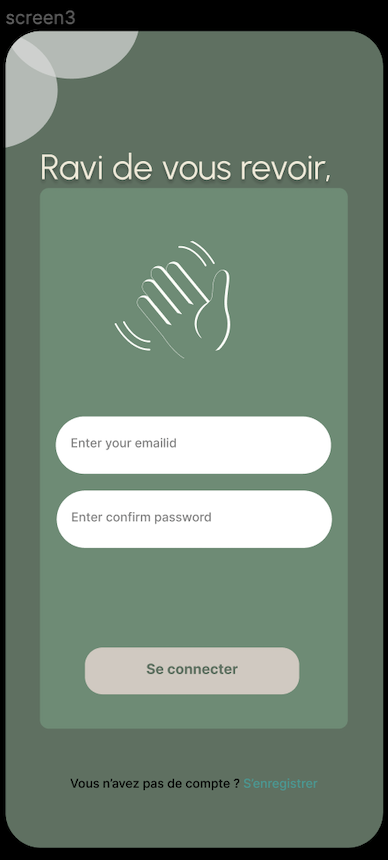 screen3
Ravi de vous revoir,
Enter your emailid
Enter confirm password
Se connecter
Vous n'avez pas de compte ? S'enregistrer